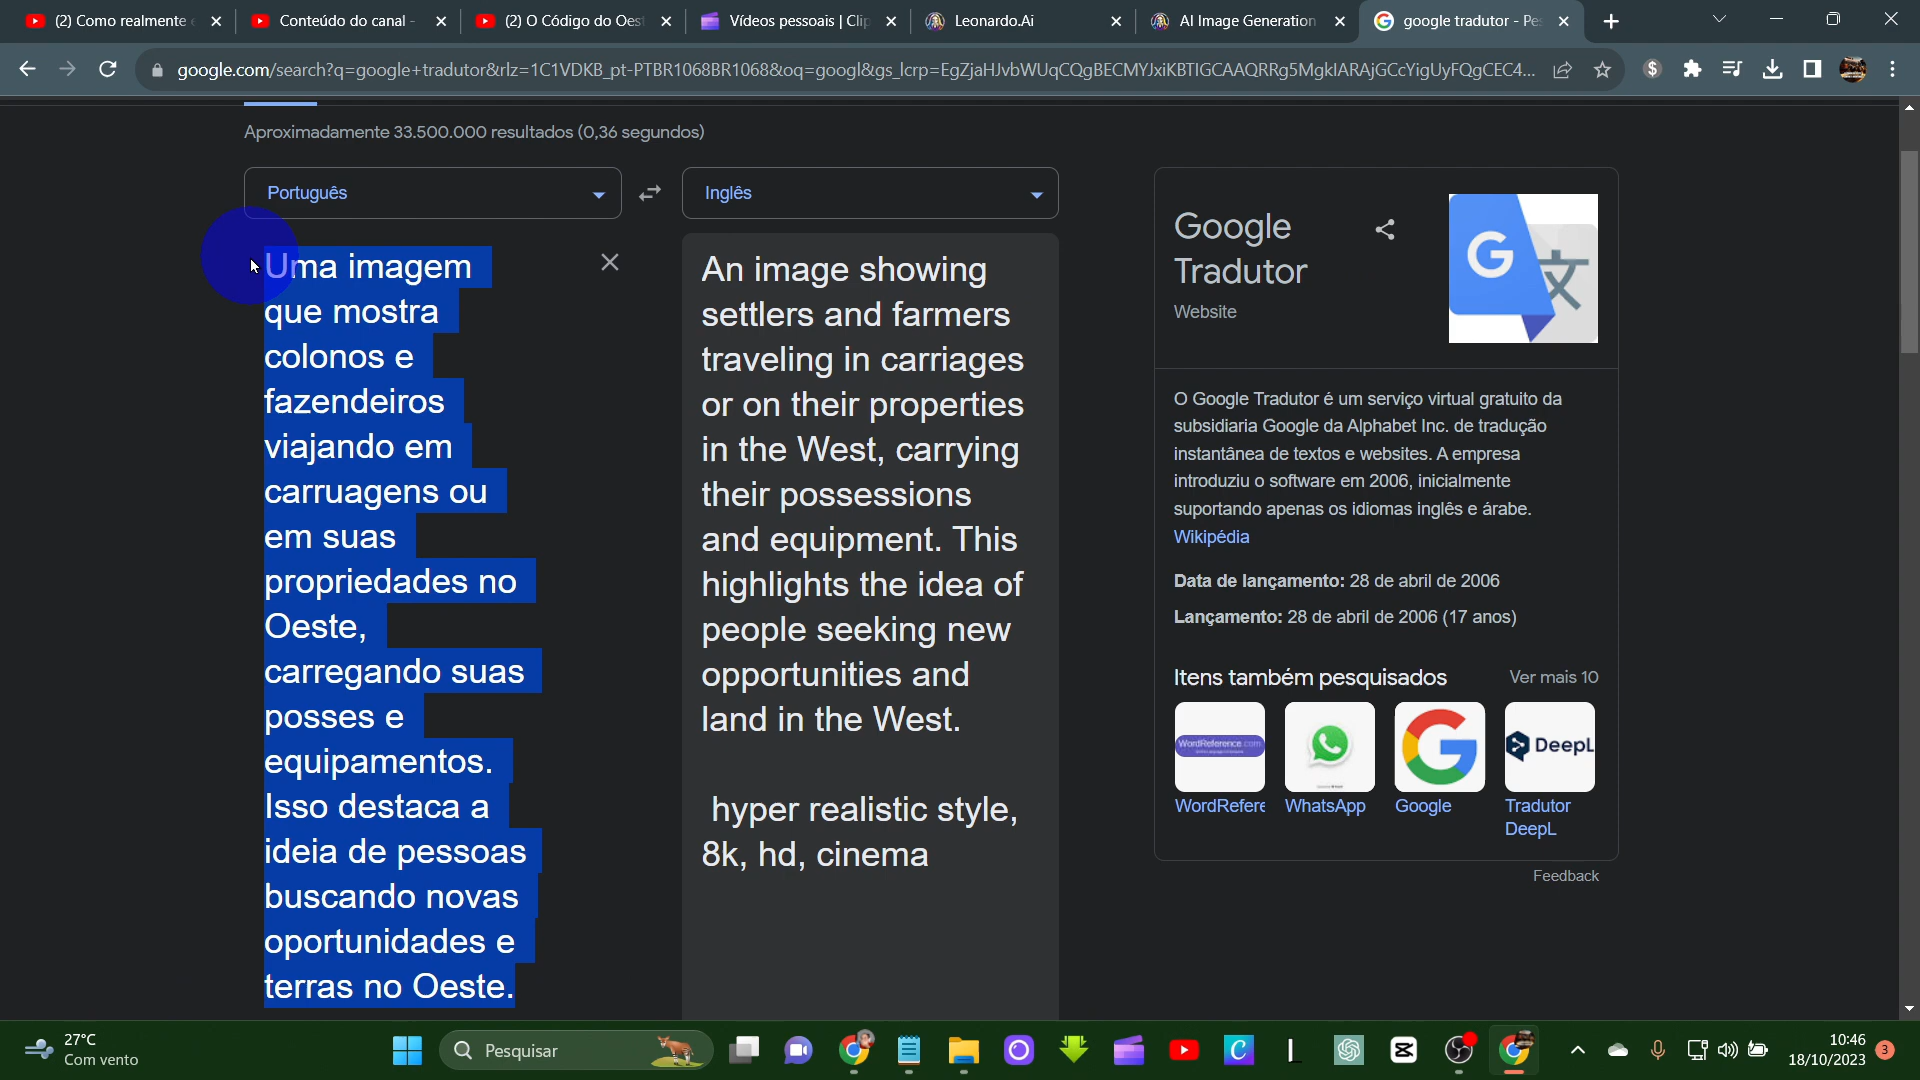 (2) Como realmente
Conteúdo do canal -
(2) O Código do Oes
Vídeos pessoais | Clip
Leonardo.Ai
AI Image Generation
google tradutor - Pes
google.com/search?q=google+tradutor&rlz=1C1VDKB_pt-PTBR1068BR1068&oq=googl&gs_lcrp=EgZjaHJvbWUqCQgBECMYJxiKBTIGCAAQRRg5MgkIARAjGCcYigUyFQgCEC4...
Aproximadamente 33.500.000 resultados (0,36 segundos)
Português
Inglês
Uma imagem
que mostra
colonos e
fazendeiros
viajando em
carruagens ou
em suas
propriedades no
Oeste,
carregando suas
posses e
equipamentos.
Isso destaca a
ideia de pessoas
buscando novas
oportunidades e
terras no Oeste.
An image showing
settlers and farmers
traveling in carriages
or on their properties
in the West, carrying
their possessions
and equipment. This
highlights the idea of
people seeking new
opportunities and
land in the West.
hyper realistic style,
8k, hd, cinema
Google
Tradutor
Website
O Google Tradutor é um serviço virtual gratuito da
subsidiaria Google da Alphabet Inc. de tradução
instantânea de textos e websites. A empresa
introduziu o software em 2006, inicialmente
suportando apenas os idiomas inglês e árabe.
Wikipédia
Data de lançamento: 28 de abril de 2006
Lançamento: 28 de abril de 2006 (17 anos)
Itens também pesquisados
Ver mais 10
WordReference.com
DeepL
WordRefere
WhatsApp
Google
Tradutor
DeepL
Feedback
27°C
Com vento
Pesquisar
10:46
18/10/2023
3